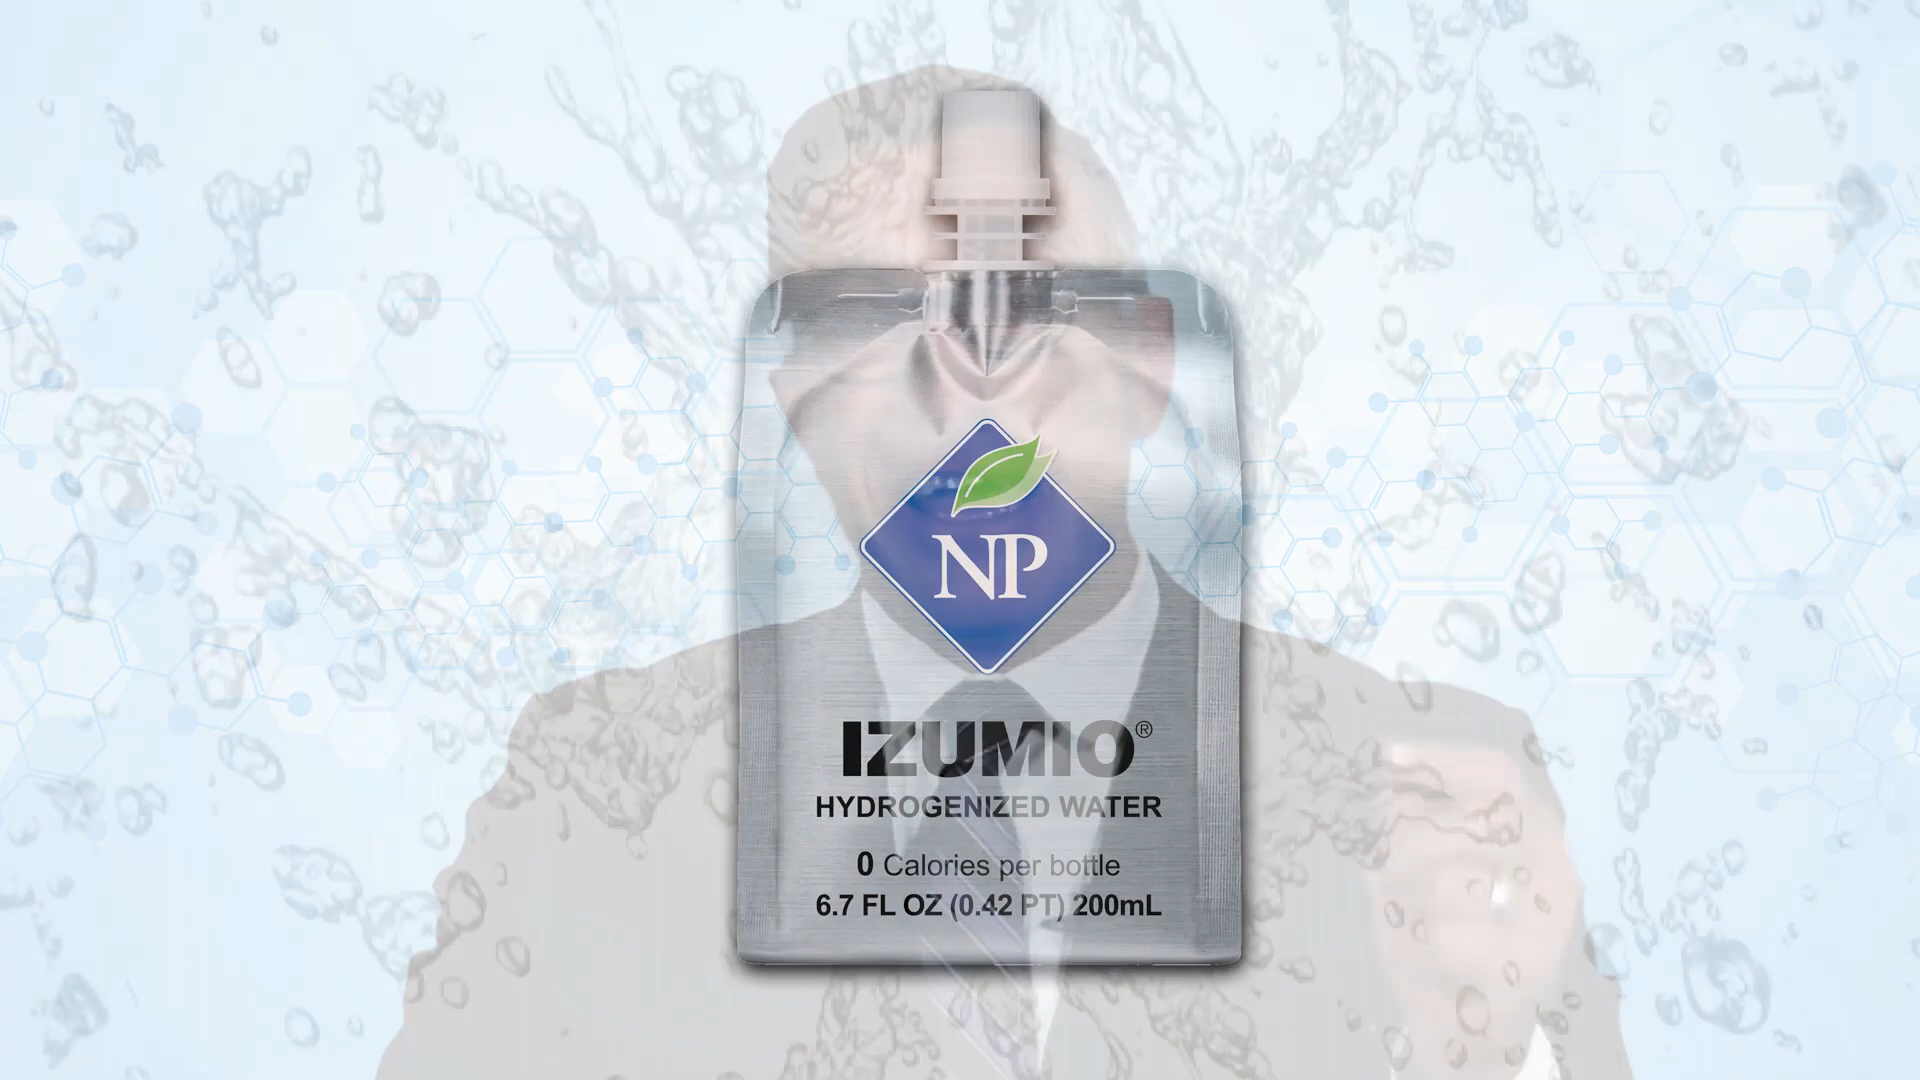 NP
IZUMIO®
HYDROGENIZED WATER
0 Calories per bottle
6.7 FL OZ (0.42 PT) 200mL